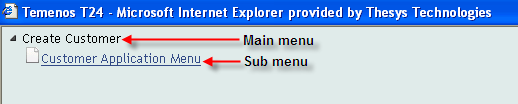 Temenos T24 - Microsoft Internet Explorer provided by Thesys Technologies
Create Customer Main menu
Customer Application Menu Sub menu